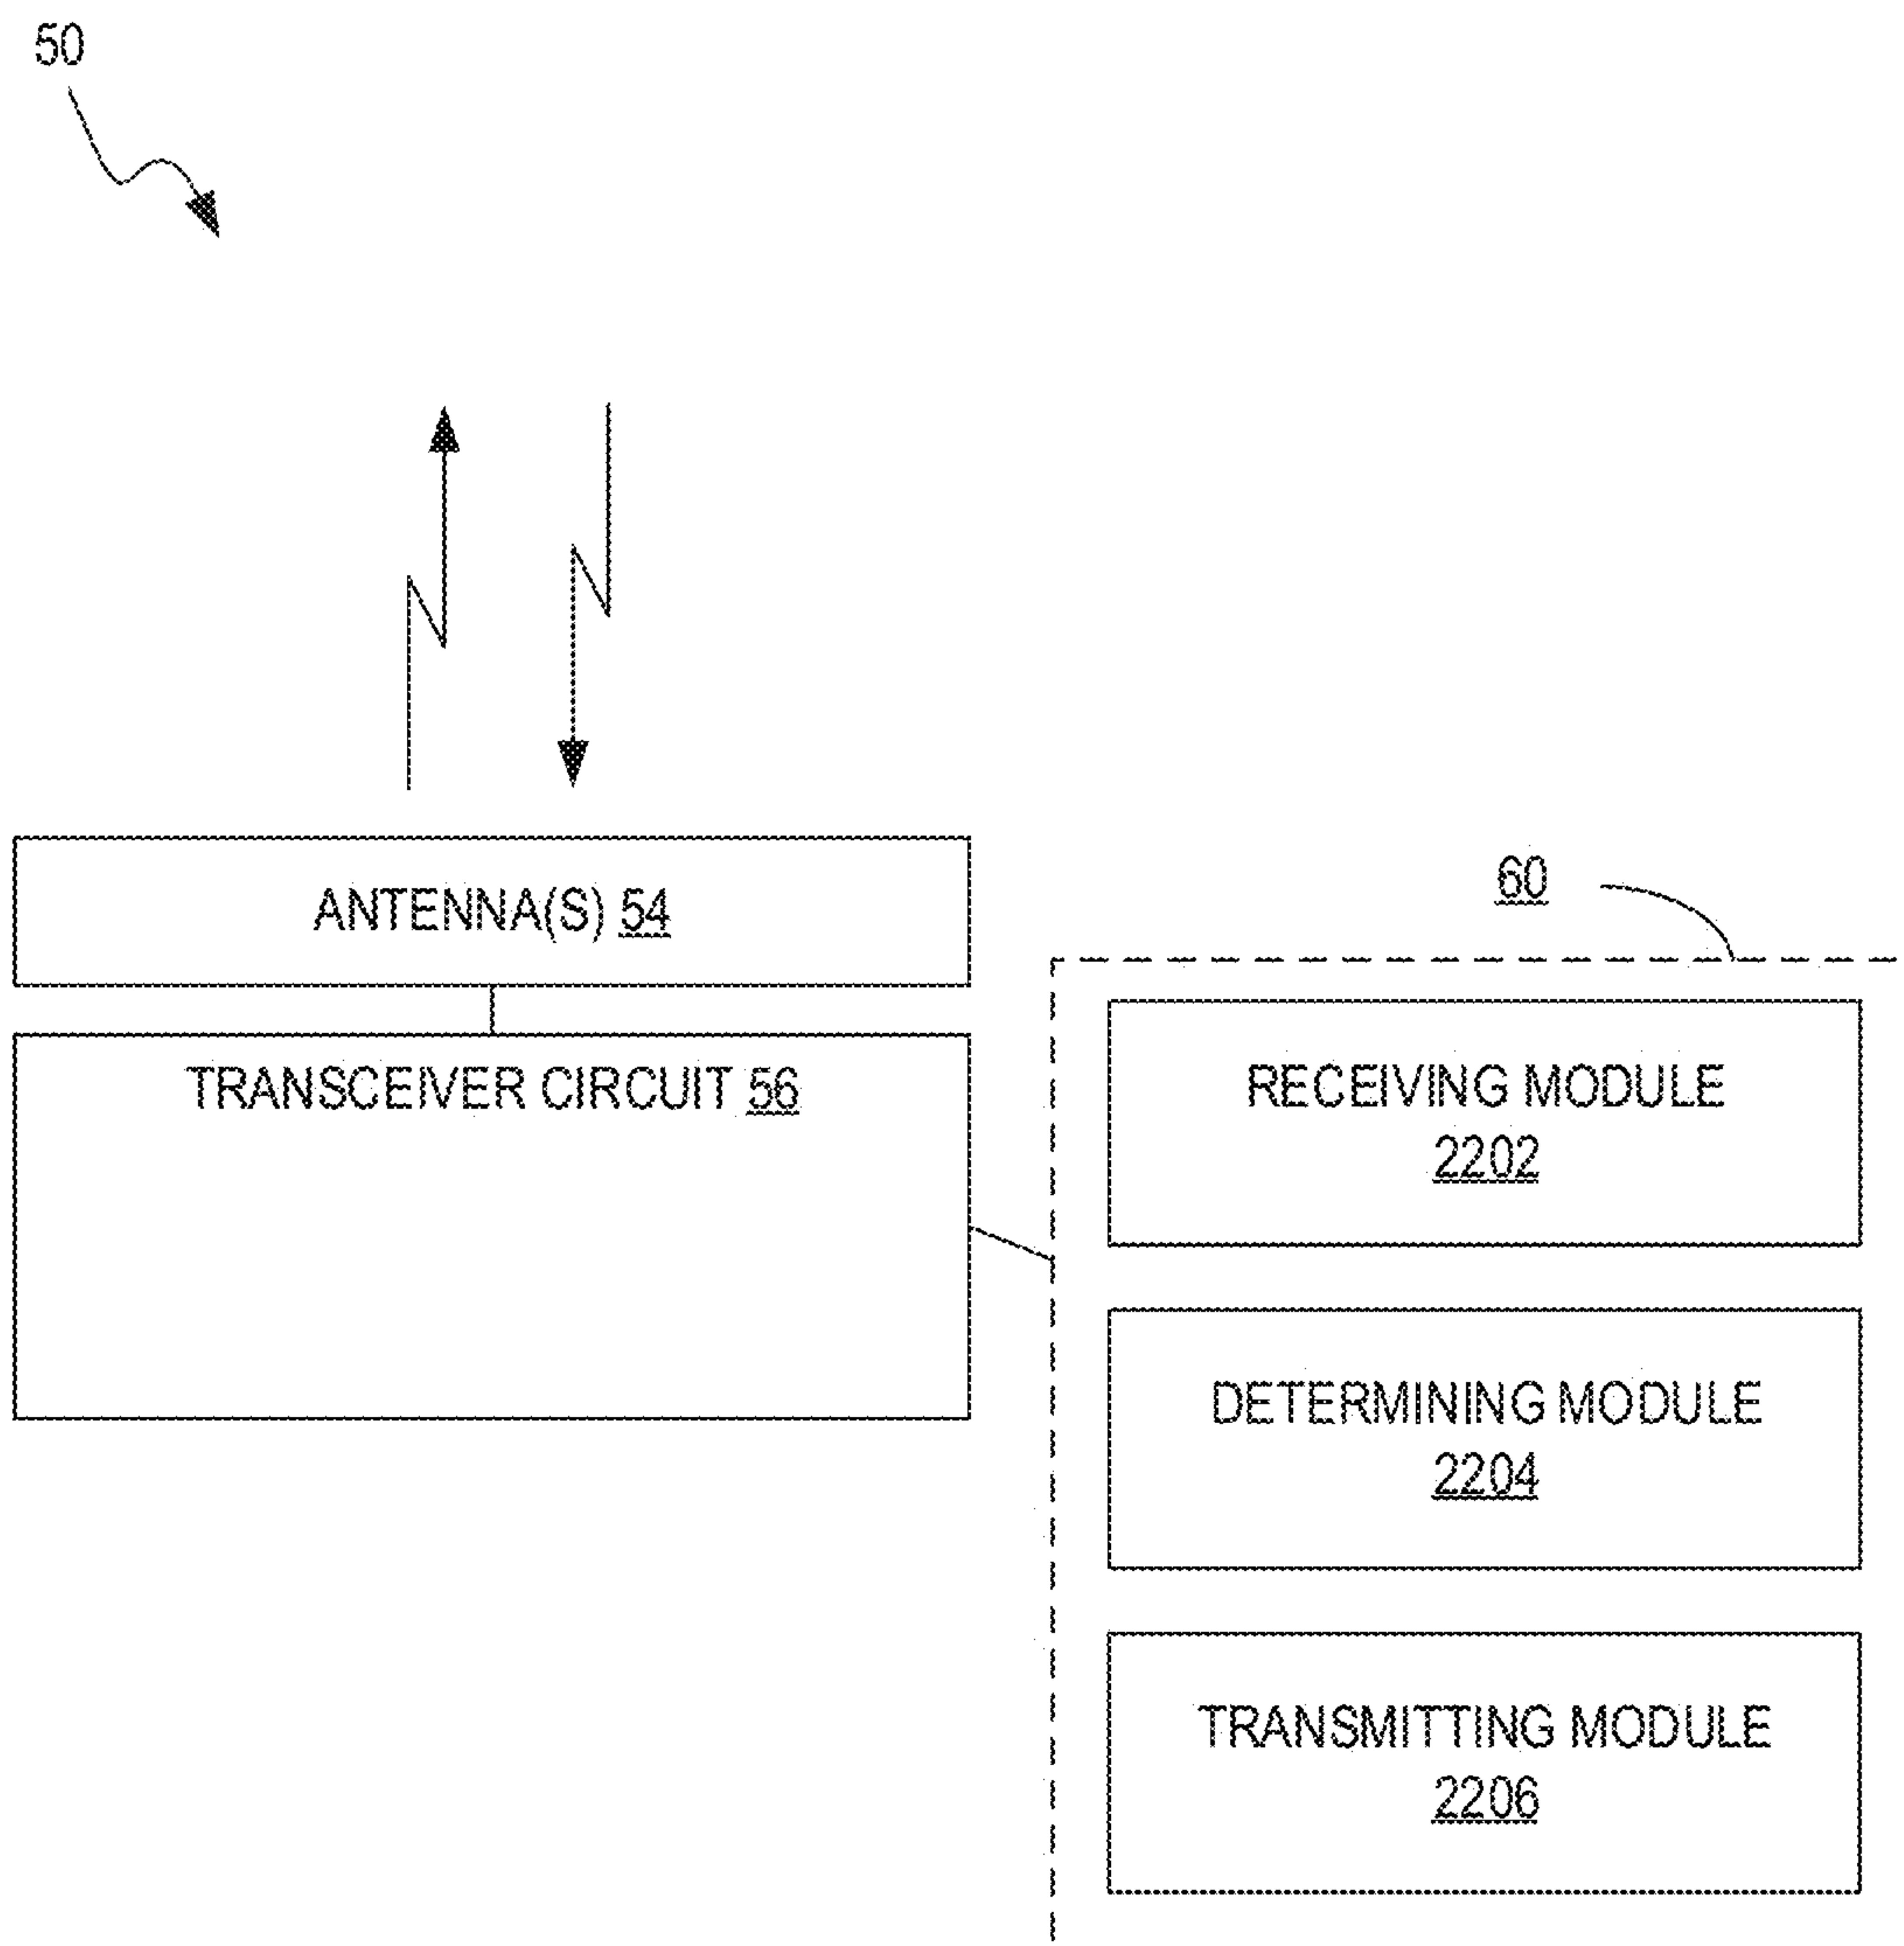 50
ANTENNA(S) 54
60
TRANSCEIVER CIRCUIT 56
RECEIVING MODULE
2202
DETERMINING MODULE
2204
TRANSMITTING MODULE
2206